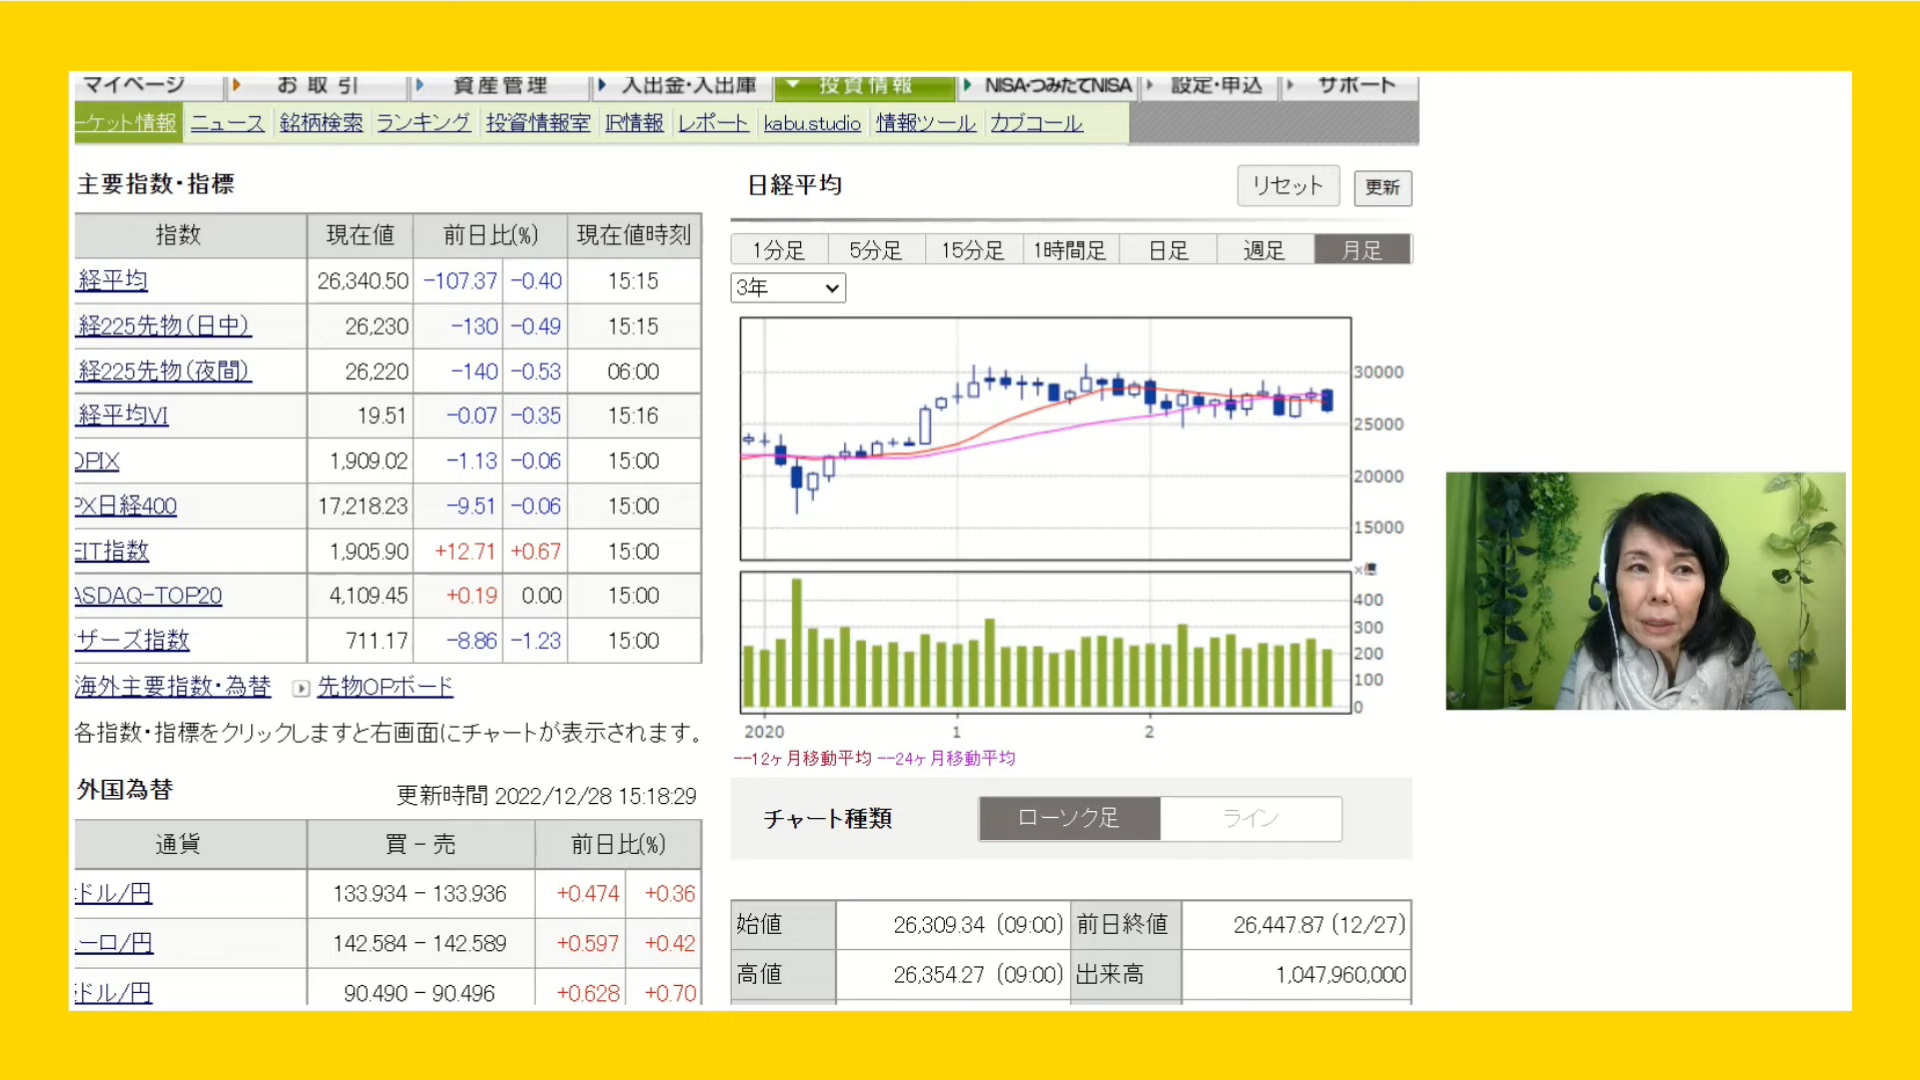 マイページ お取引 資産管理 入出金・入出庫 投資情報 NISA・つみたてNISA 設定・申込 サポート
ーケット情報 ニュース 銘柄検索 ランキング 投資情報室 IR情報 レポート kabu.studio 情報ツール カブコール
主要指数・指標
指数 現在値 前日比(%) 現在値時刻
経平均 26,340.50 -107.37 -0.40 15:15
経225先物(日中) 26,230 -130 -0.49 15:15
経225先物(夜間) 26,220 -140 -0.53 06:00
経平均VI 19.51 -0.07 -0.35 15:16
OPIX 1,909.02 -1.13 -0.06 15:00
PX日経400 17,218.23 -9.51 -0.06 15:00
EIT指数 1,905.90 +12.71 +0.67 15:00
ASDAQ-TOP20 4,109.45 +0.19 0.00 15:00
ザーズ指数 711.17 -8.86 -1.23 15:00
海外主要指数・為替 先物OPボード
各指数・指標をクリックしますと右画面にチャートが表示されます。
外国為替 更新時間 2022/12/28 15:18:29
通貨 買 - 売 前日比(%)
ドル/円 133.934 - 133.936 +0.474 +0.36
ーロ/円 142.584 - 142.589 +0.597 +0.42
ドル/円 90.490 - 90.496 +0.628 +0.70
日経平均 リセット 更新
1分足 5分足 15分足 1時間足 日足 週足 月足
3年
30000
25000
20000
15000
×億
400
300
200
100
0
2020 1 2
--12ヶ月移動平均 --24ヶ月移動平均
チャート種類 ローソク足 ライン
始値 26,309.34 (09:00) 前日終値 26,447.87 (12/27)
高値 26,354.27 (09:00) 出来高 1,047,960,000